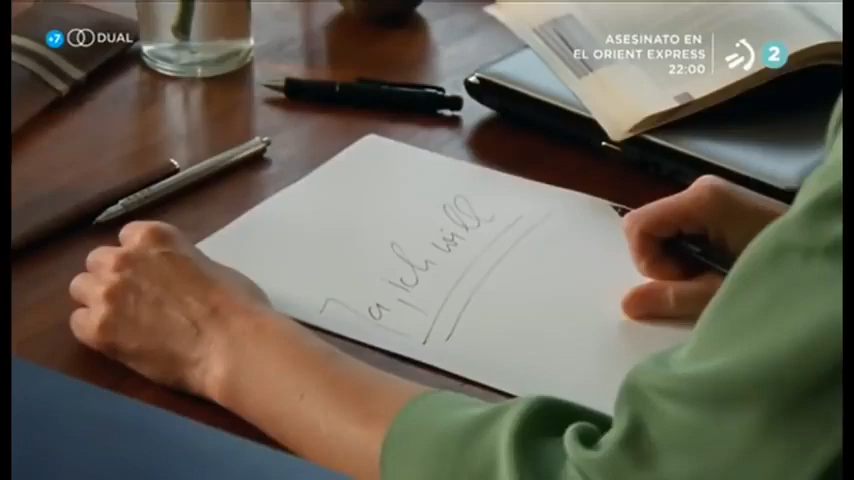 +7 DUAL
ASESINATO EN
EL ORIENT EXPRESS
22:00
2
Ja, ich will